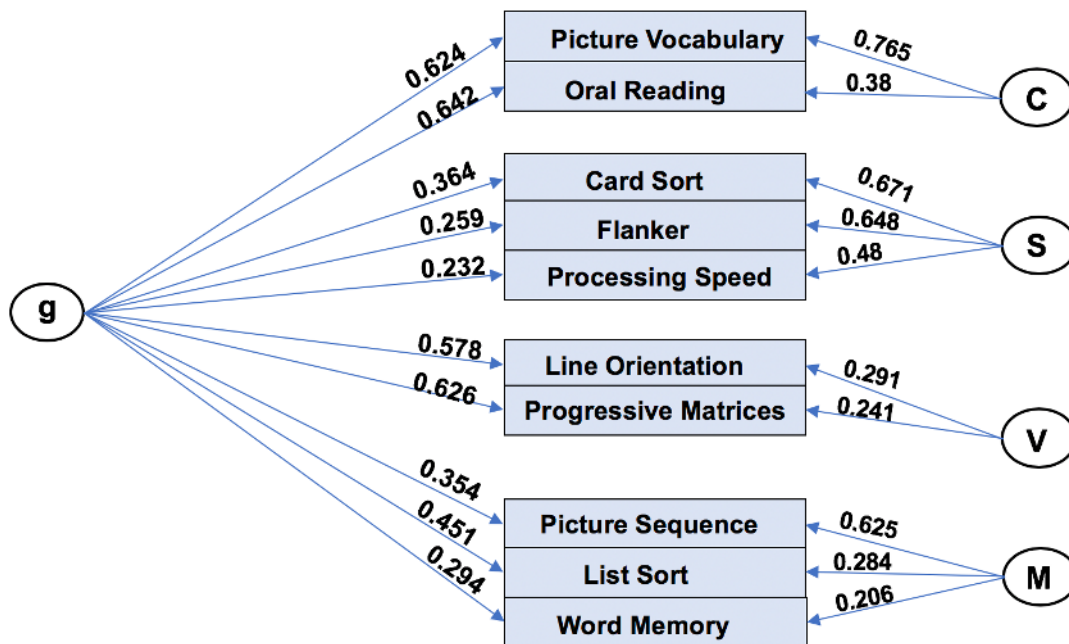 0.624
0.642
0.364
0.259
0.232
g
0.578
0.626
0.354
0.451
0.294
Picture Vocabulary
Oral Reading
Card Sort
Flanker
Processing Speed
Line Orientation
Progressive Matrices
Picture Sequence
List Sort
Word Memory
0.765
0.38
C
0.671
0.648
0.48
S
0.291
0.241
V
0.625
0.284
0.206
M